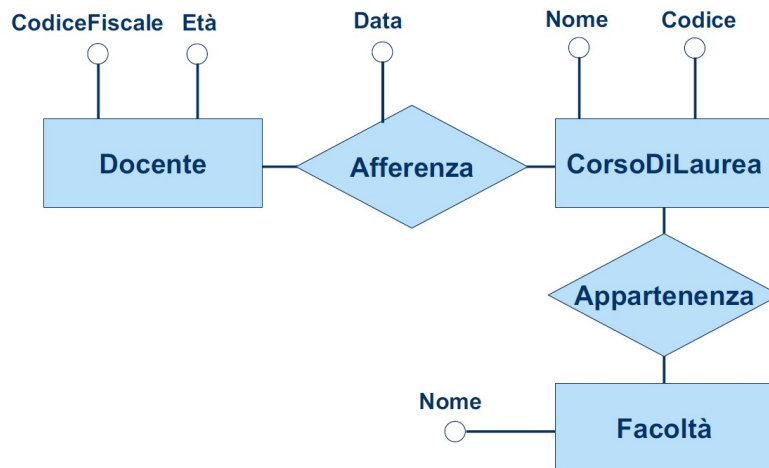 CodiceFiscale Età Data Nome Codice
Docente Afferenza CorsoDiLaurea
Appartenenza
Nome
Facoltà